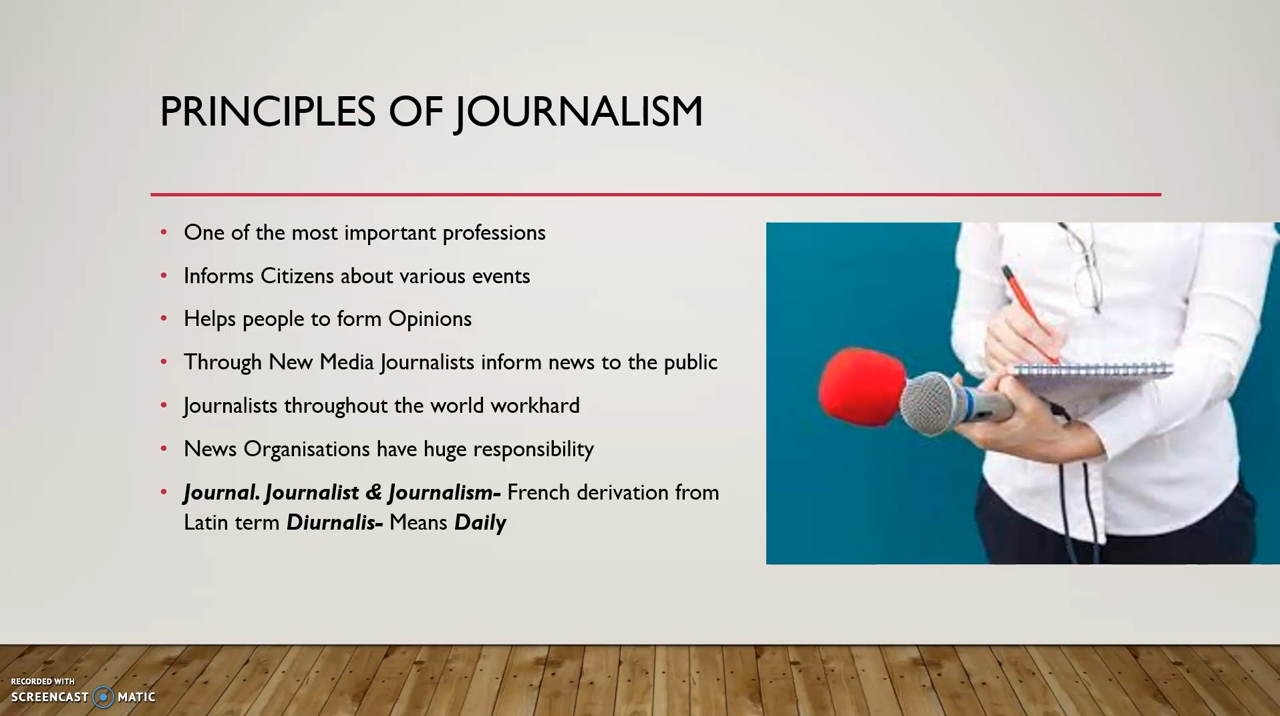 PRINCIPLES OF JOURNALISM
• One of the most important professions
• Informs Citizens about various events
• Helps people to form Opinions
• Through New Media Journalists inform news to the public
• Journalists throughout the world workhard
• News Organisations have huge responsibility
• Journal. Journalist & Journalism- French derivation from
Latin term Diurnalis- Means Daily
RECORDED WITH
SCREENCAST MATIC